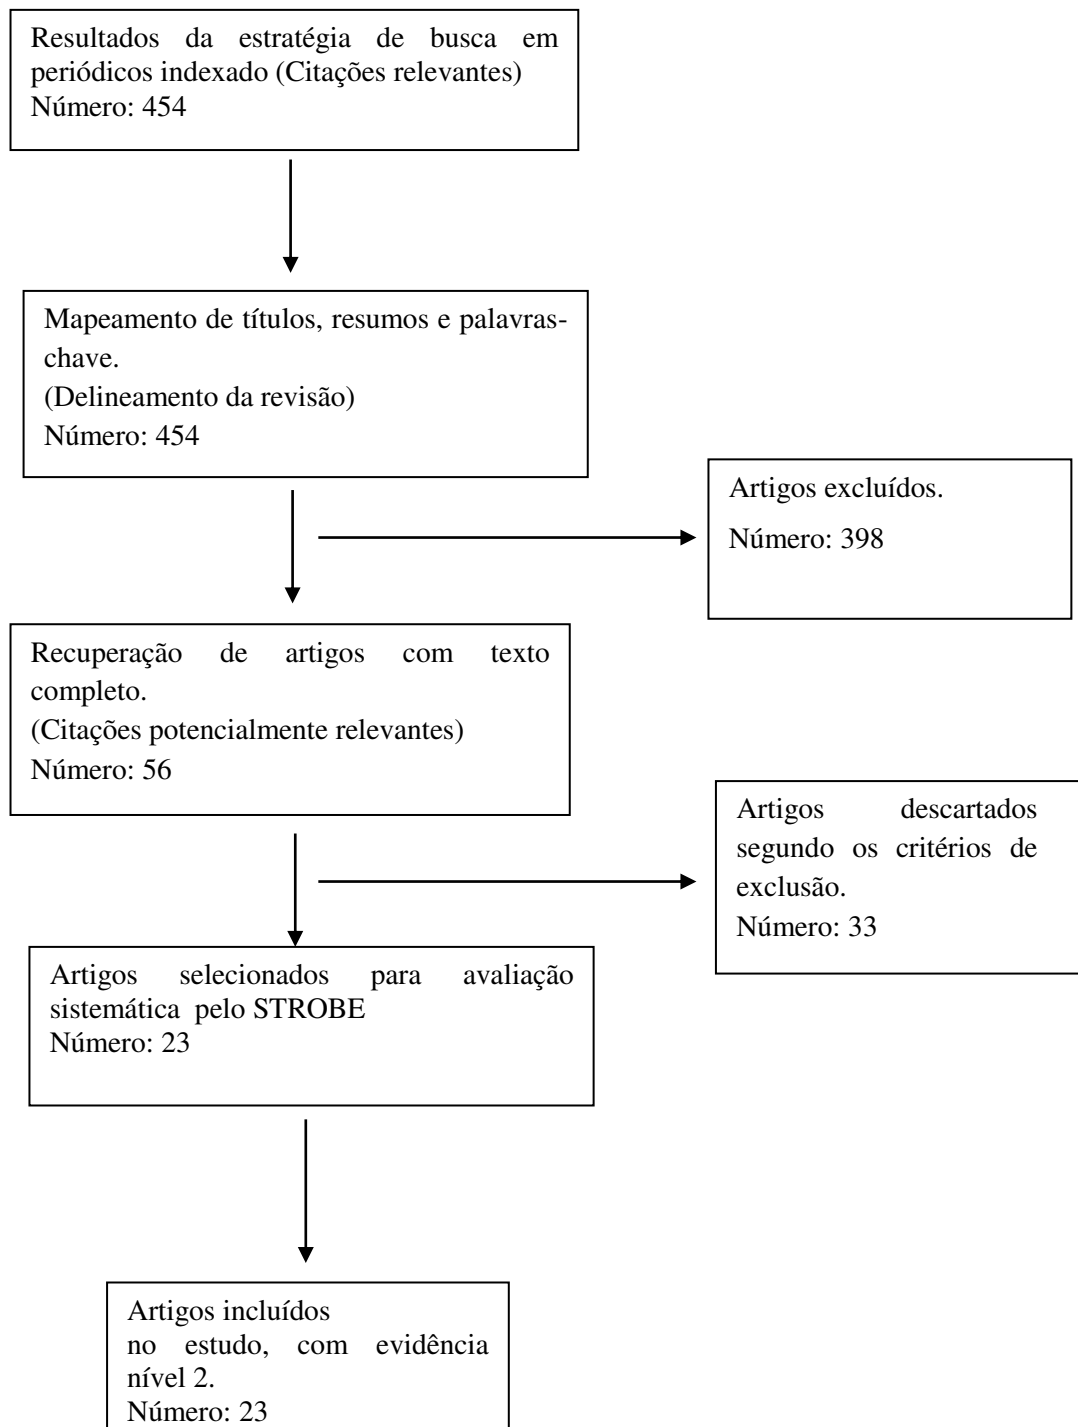 Resultados da estratégia de busca em
periódicos indexado (Citações relevantes)
Número: 454
Mapeamento de títulos, resumos e palavras-
chave.
(Delineamento da revisão)
Número: 454
Artigos excluídos.
Número: 398
Recuperação de artigos com texto
completo.
(Citações potencialmente relevantes)
Número: 56
Artigos descartados
segundo os critérios de
exclusão.
Número: 33
Artigos selecionados para avaliação
sistemática pelo STROBE
Número: 23
Artigos incluídos
no estudo, com evidência
nível 2.
Número: 23